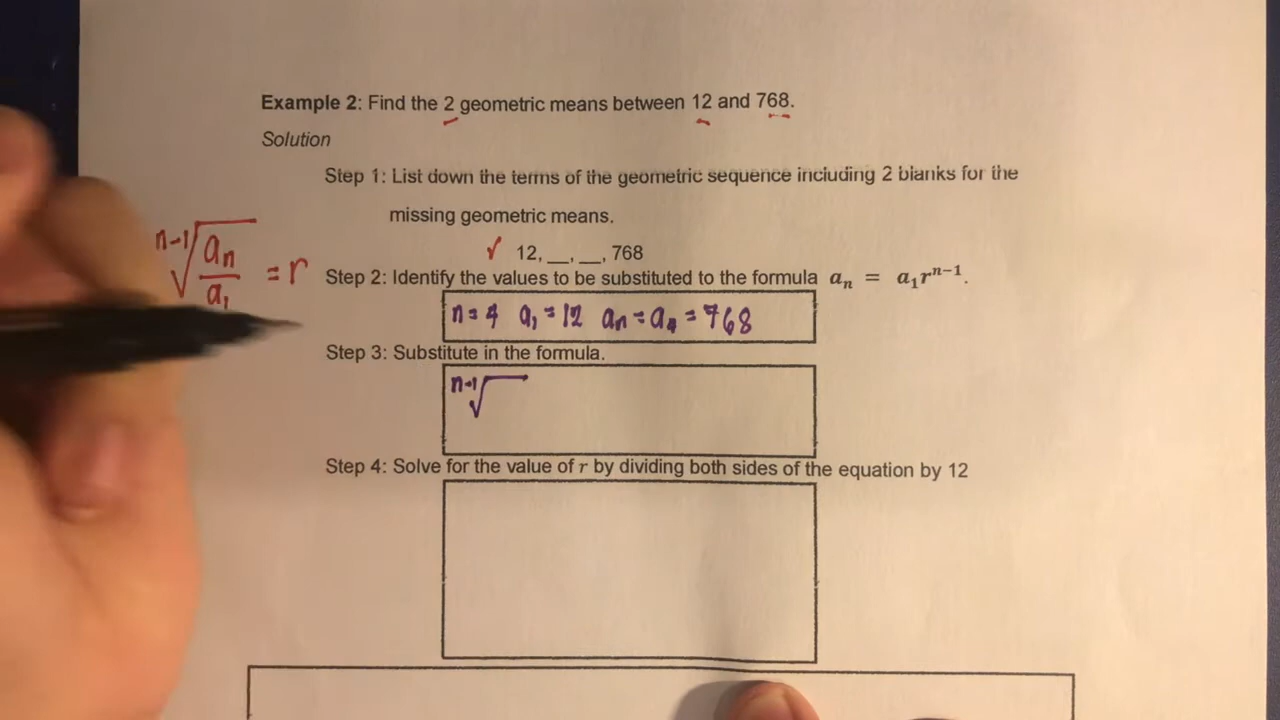 Example 2: Find the 2 geometric means between 12 and 768.
Solution
Step 1: List down the terms of the geometric sequence including 2 blanks for the
missing geometric means.
✓ 12, __, __, 768
ⁿ⁻¹√(aₙ/a₁) = r
Step 2: Identify the values to be substituted to the formula aₙ = a₁rⁿ⁻¹.
n = 4 a₁ = 12 aₙ = a₄ = 768
Step 3: Substitute in the formula.
ⁿ⁻¹√
Step 4: Solve for the value of r by dividing both sides of the equation by 12